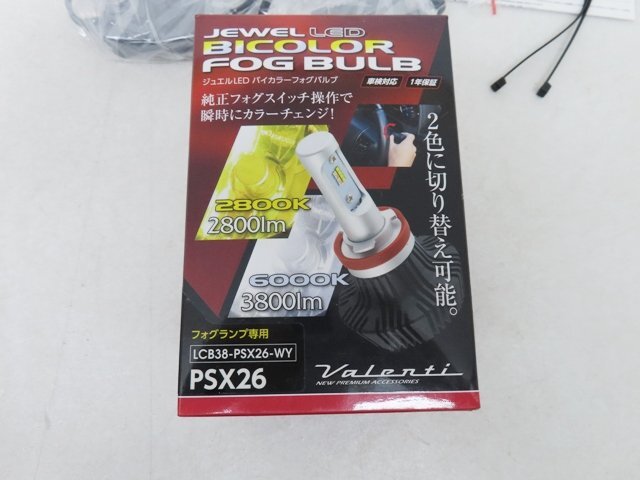 JEWEL LED
BICOLOR
FOG BULB
ジュエルLED バイカラーフォグバルブ
車検対応
1年保証
純正フォグスイッチ操作で
瞬時にカラーチェンジ!
2色に切り替え可能。
2800K
2800lm
6000K
3800lm
フォグランプ専用
LCB38-PSX26-WY
PSX26
Valenti
NEW PREMIUM ACCESSORIES